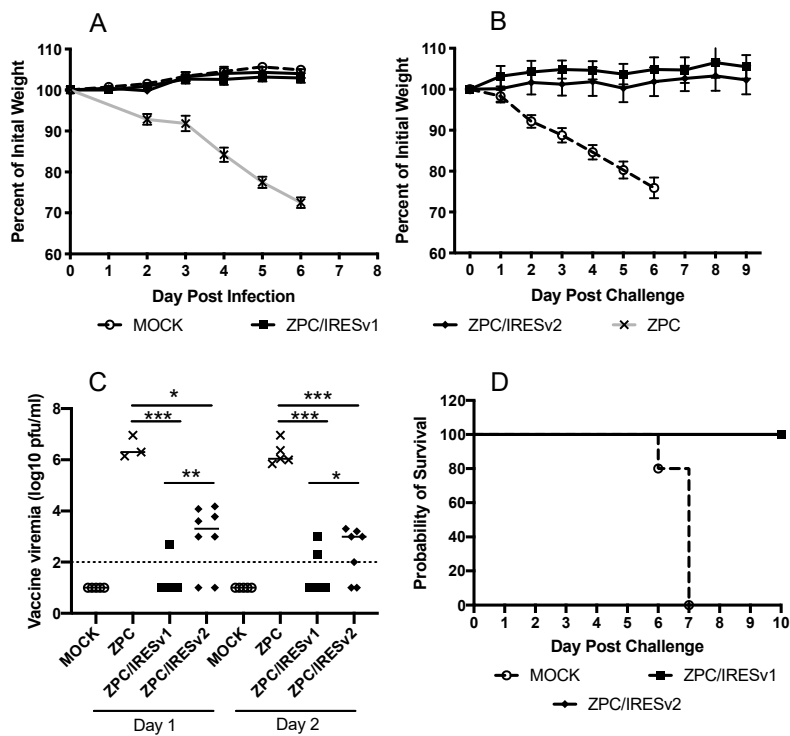 A
Percent of Inital Weight
110
100
90
80
70
60
0 1 2 3 4 5 6 7 8
Day Post Infection
B
Percent of Initial Weight
110
100
90
80
70
60
0 1 2 3 4 5 6 7 8 9
Day Post Challenge
MOCK ZPC/IRESv1 ZPC/IRESv2 ZPC
C
Vaccine viremia (log10 pfu/ml)
8
6
4
2
0
* ***
*** ***
** *
MOCK ZPC ZPC/IRESv1 ZPC/IRESv2 MOCK ZPC ZPC/IRESv1 ZPC/IRESv2
Day 1 Day 2
D
Probability of Survival
120
100
80
60
40
20
0
0 1 2 3 4 5 6 7 8 9 10
Day Post Challenge
MOCK ZPC/IRESv1
ZPC/IRESv2